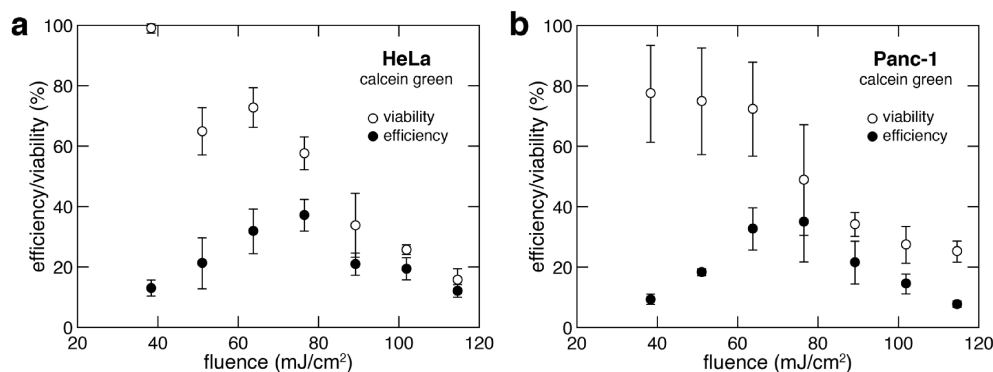 a
100
80
60
40
20
0
efficiency/viability (%)
HeLa
calcein green
viability
efficiency
20 40 60 80 100 120
fluence (mJ/cm²)
b
100
80
60
40
20
0
efficiency/viability (%)
Panc-1
calcein green
viability
efficiency
20 40 60 80 100 120
fluence (mJ/cm²)